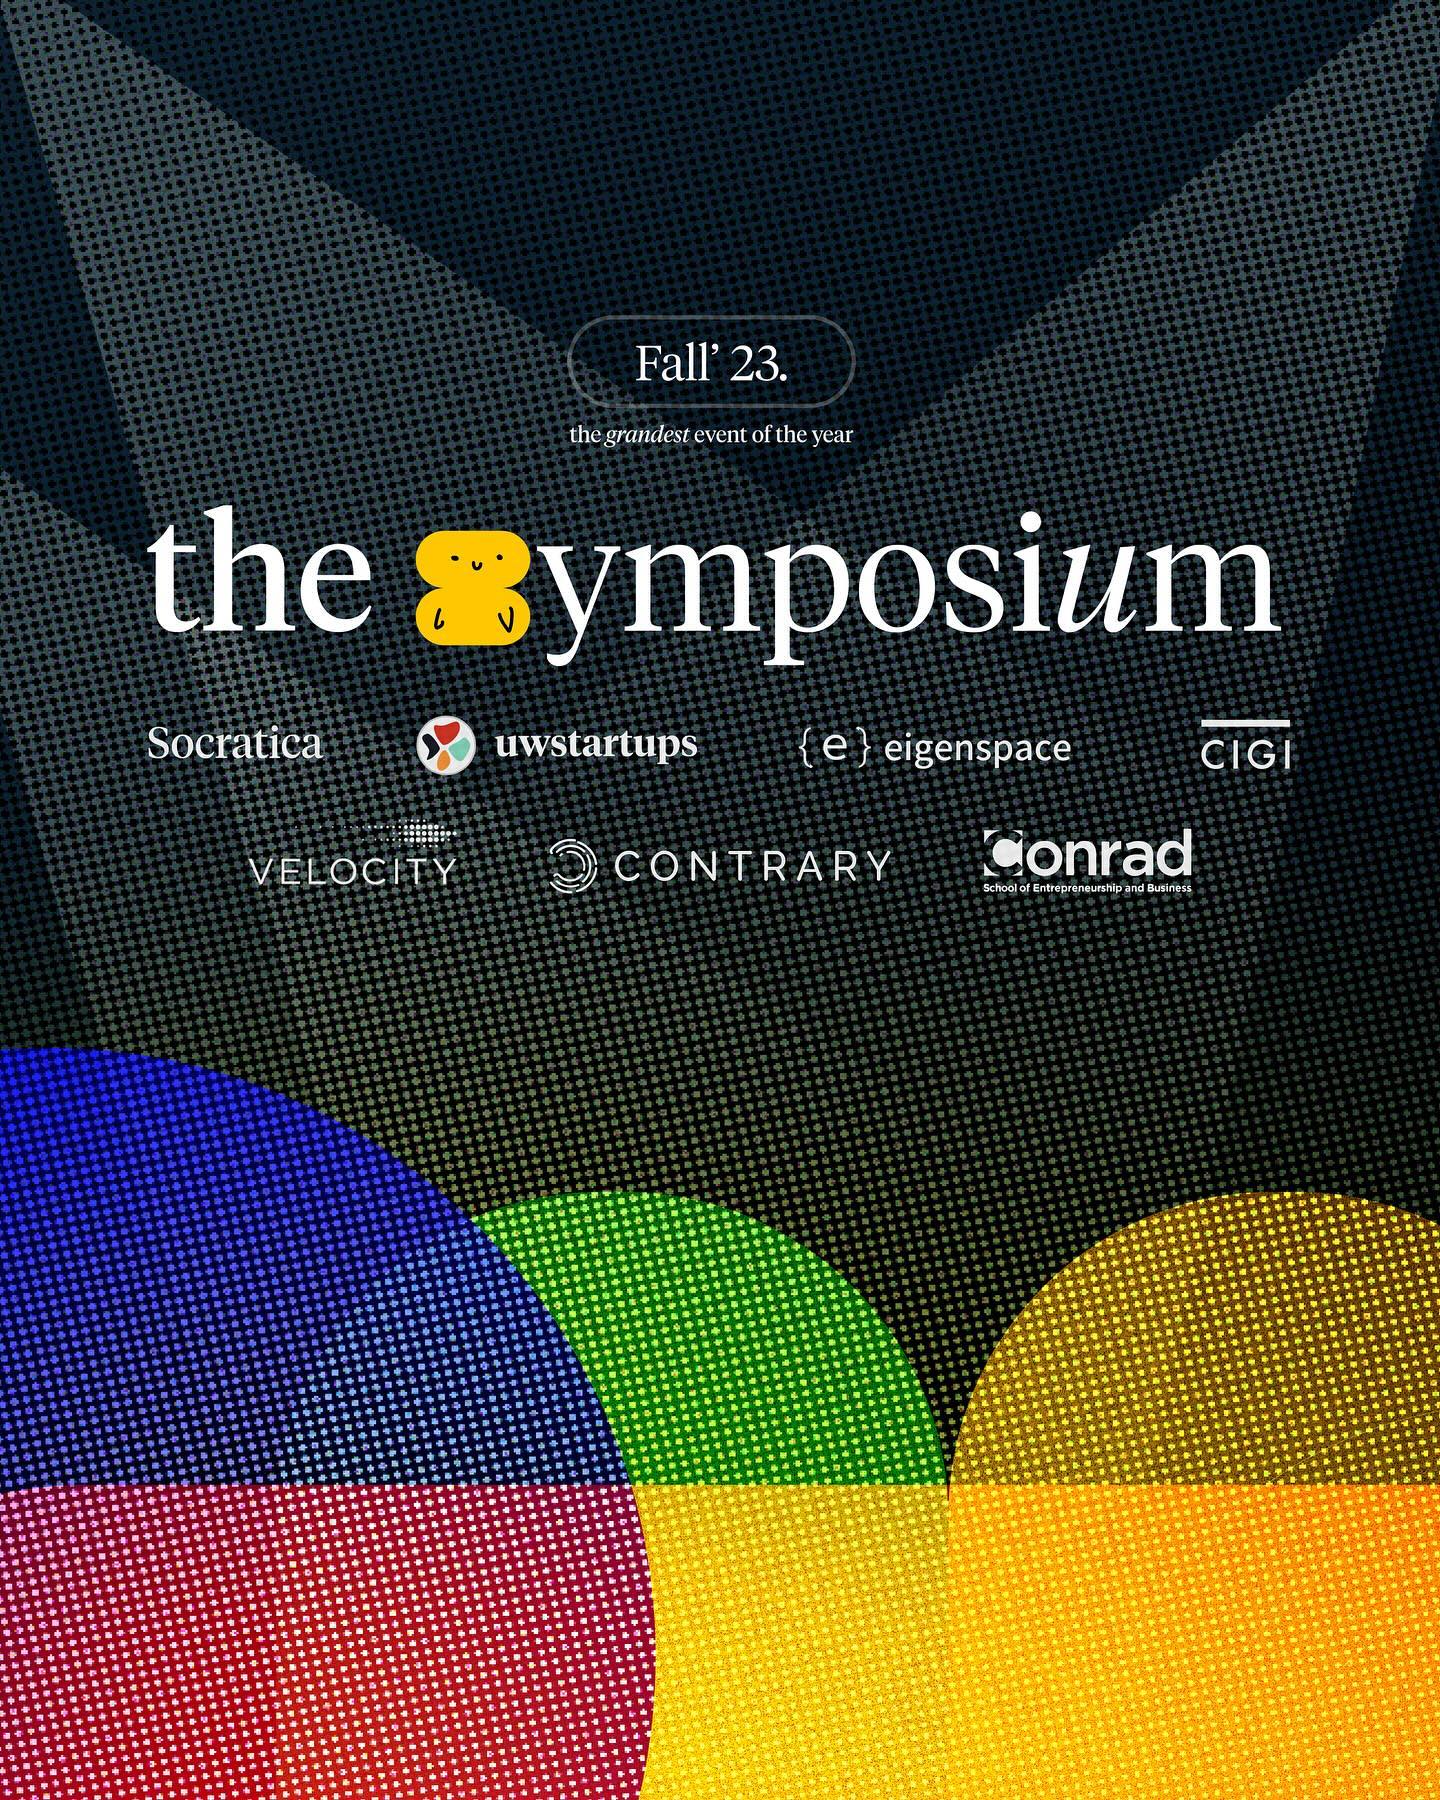 Fall’ 23.
the grandest event of the year
the Symposium
Socratica uwstartups {e} eigenspace CIGI
VELOCITY CONTRARY Conrad
School of Entrepreneurship and Business